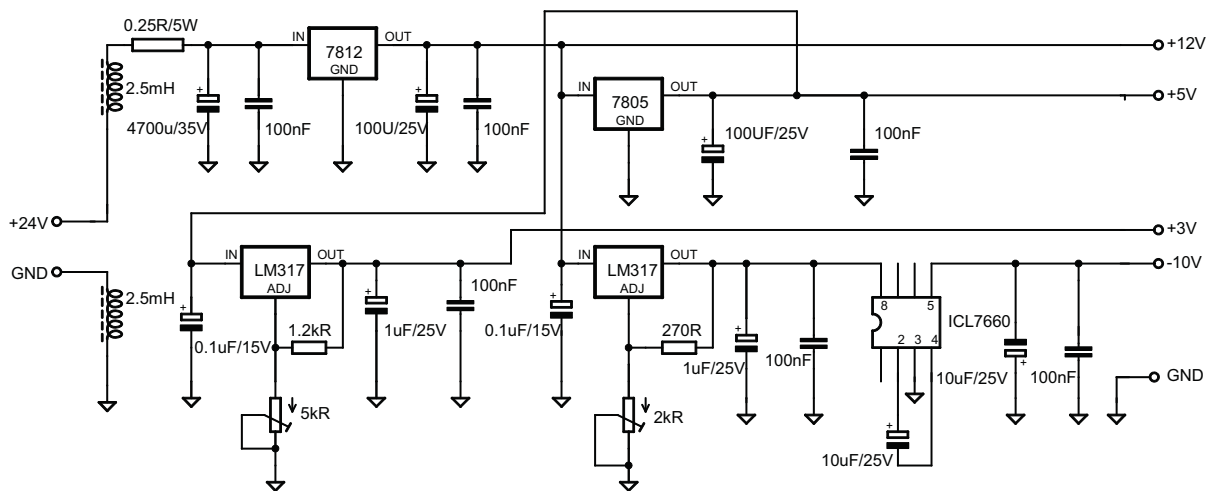 0.25R/5W
IN
7812
GND
OUT
+12V
2.5mH
+
4700u/35V
100nF
+
100U/25V
100nF
IN
7805
GND
OUT
+5V
+
100UF/25V
100nF
+24V
GND
2.5mH
IN
LM317
ADJ
OUT
+3V
+
0.1uF/15V
1.2kR
+
1uF/25V
100nF
5kR
IN
LM317
ADJ
OUT
-10V
+
0.1uF/15V
270R
+
1uF/25V
100nF
2kR
8
5
2
3
4
ICL7660
10uF/25V
+
100nF
+
10uF/25V
GND